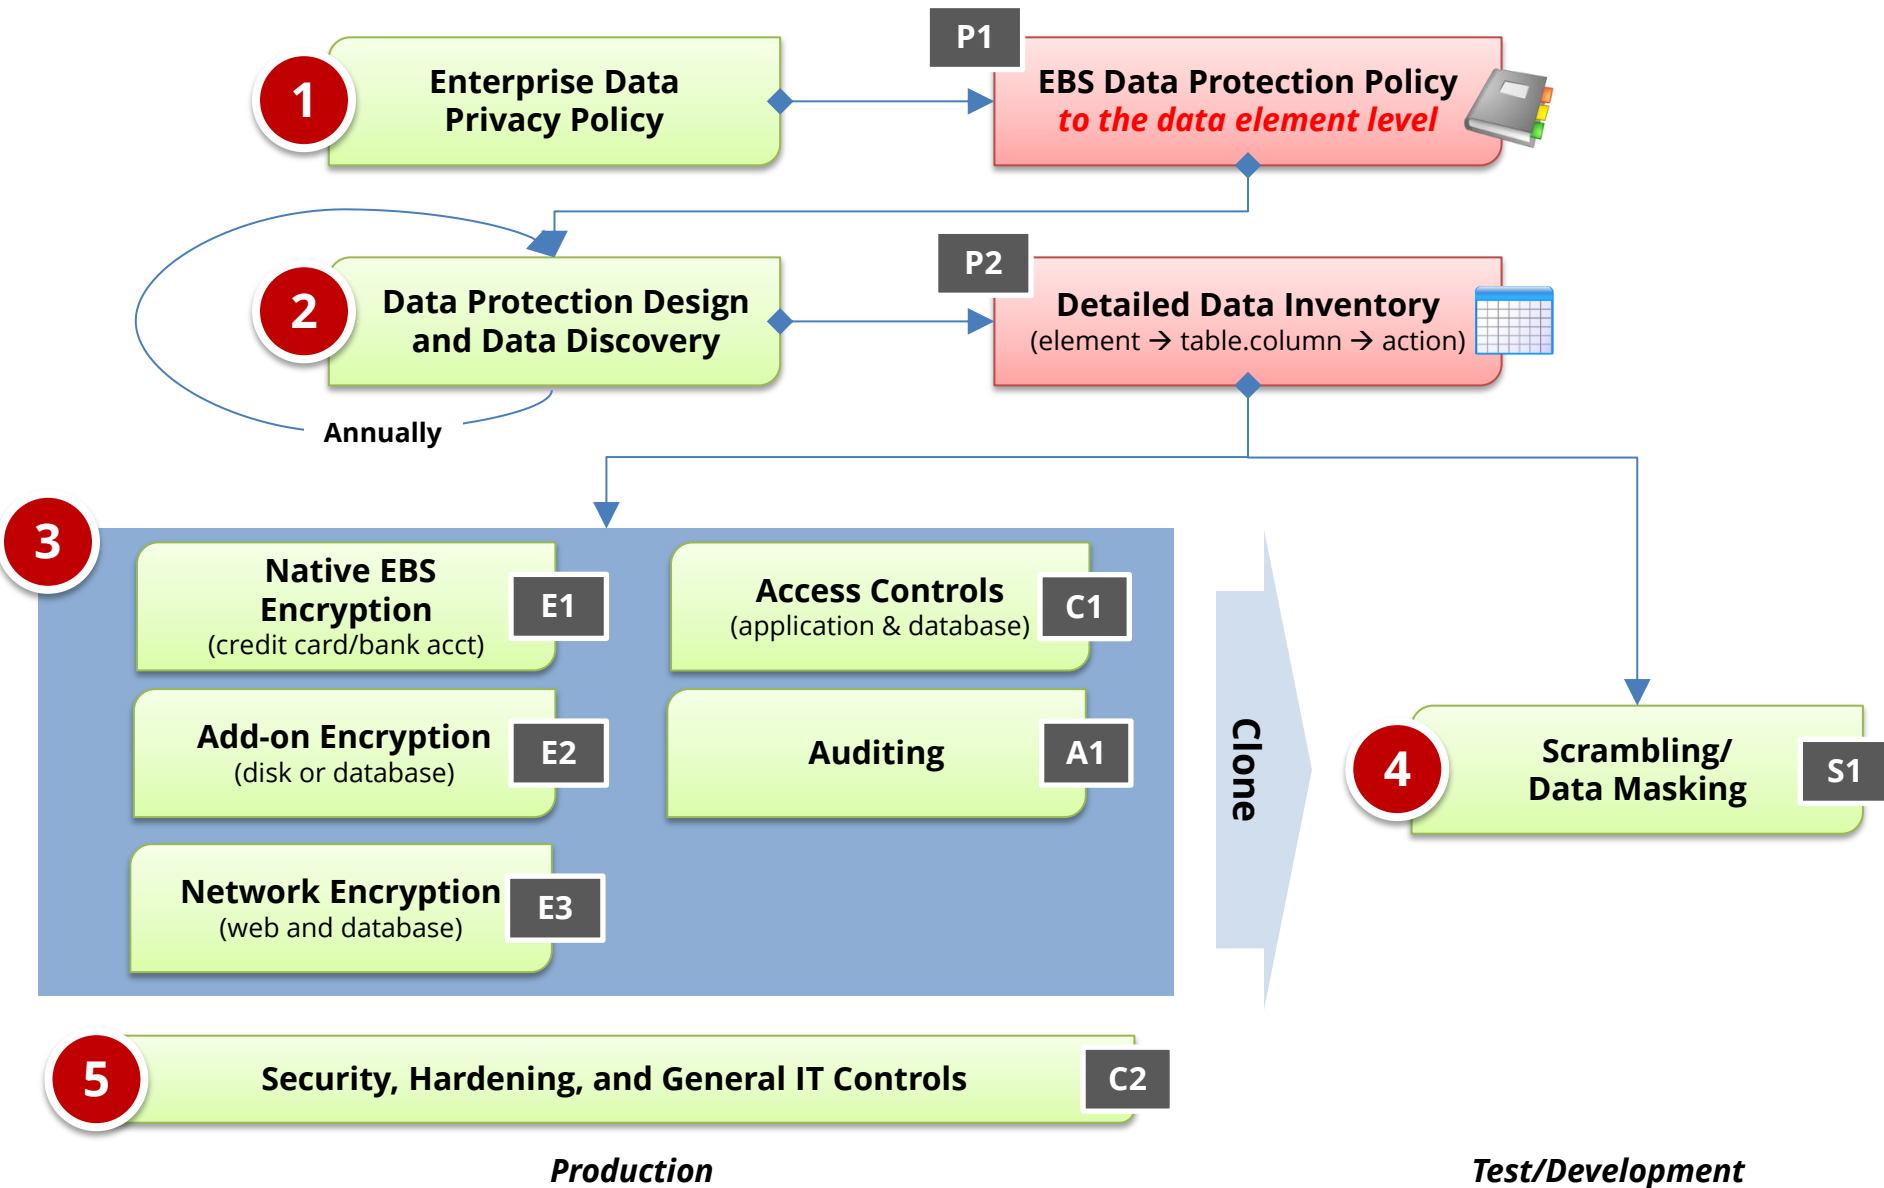 1
Enterprise Data
Privacy Policy
P1
EBS Data Protection Policy
to the data element level
2
Data Protection Design
and Data Discovery
P2
Detailed Data Inventory
(element → table.column → action)
Annually
3
Native EBS
Encryption
(credit card/bank acct)
E1
Access Controls
(application & database)
C1
Add-on Encryption
(disk or database)
E2
Auditing
A1
Network Encryption
(web and database)
E3
Clone
4
Scrambling/
Data Masking
S1
5
Security, Hardening, and General IT Controls
C2
Production
Test/Development